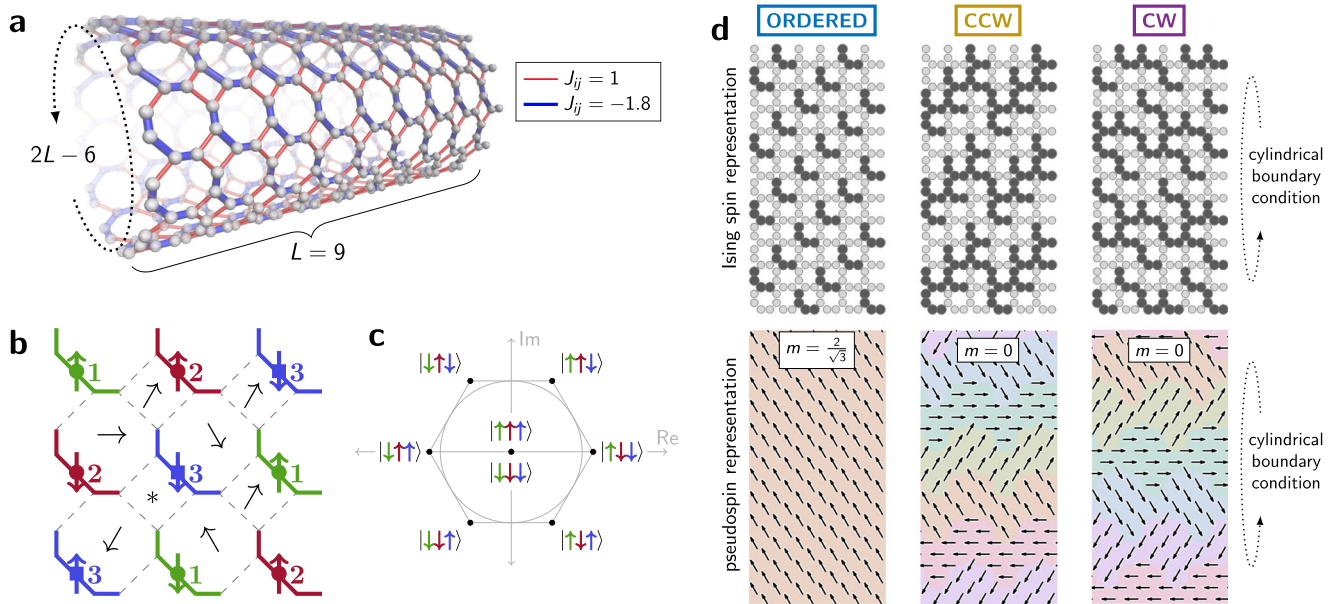 a
2L − 6
L = 9
J_ij = 1
J_ij = −1.8
b
1
2
3
2
3
1
*
3
1
2
c
Im
Re
|↓↑↓⟩
|↑↑↓⟩
|↓↑↑⟩
|↑↑↑⟩
|↓↓↓⟩
|↑↓↓⟩
|↓↓↑⟩
|↑↓↑⟩
d
ORDERED
CCW
CW
Ising spin representation
cylindrical
boundary
condition
pseudospin representation
m = 2/√3
m = 0
m = 0
cylindrical
boundary
condition